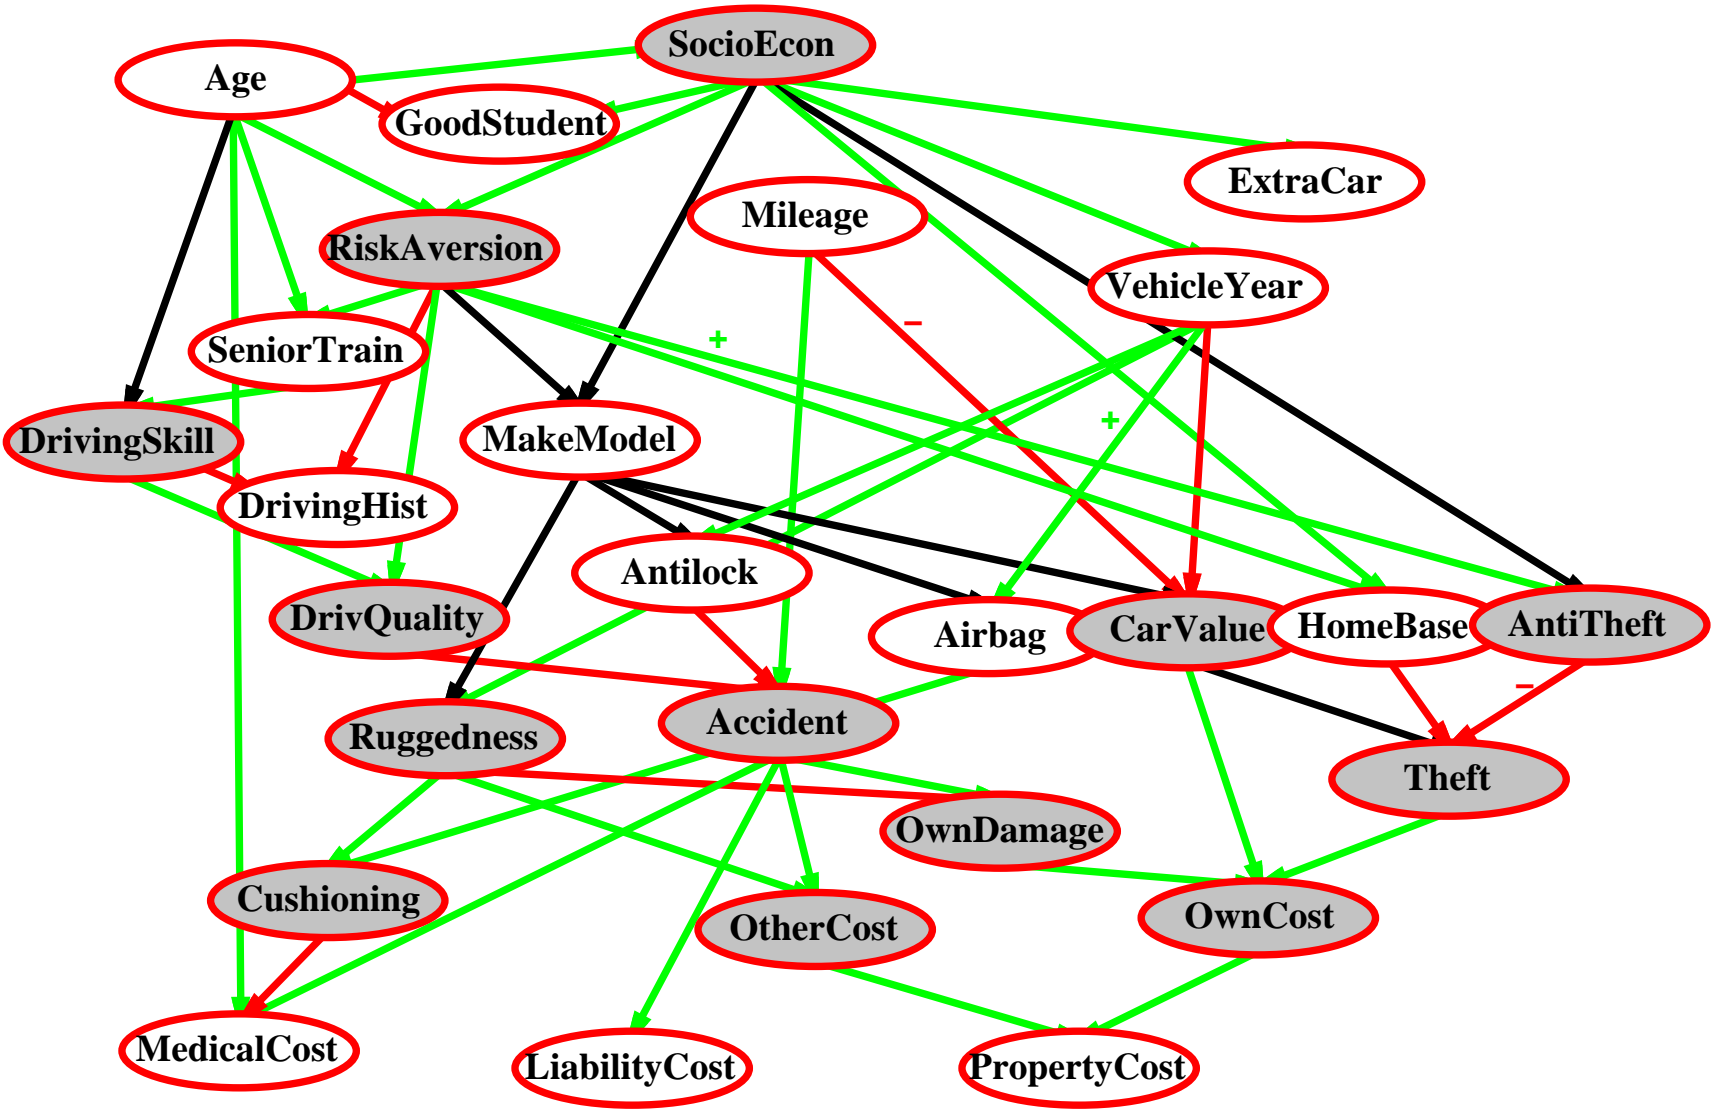 SocioEcon
Age
GoodStudent
ExtraCar
Mileage
RiskAversion
VehicleYear
−
+
SeniorTrain
+
DrivingSkill
MakeModel
DrivingHist
Antilock
DrivQuality
Airbag
CarValue
HomeBase
AntiTheft
−
Accident
Ruggedness
Theft
OwnDamage
Cushioning
OtherCost
OwnCost
MedicalCost
LiabilityCost
PropertyCost